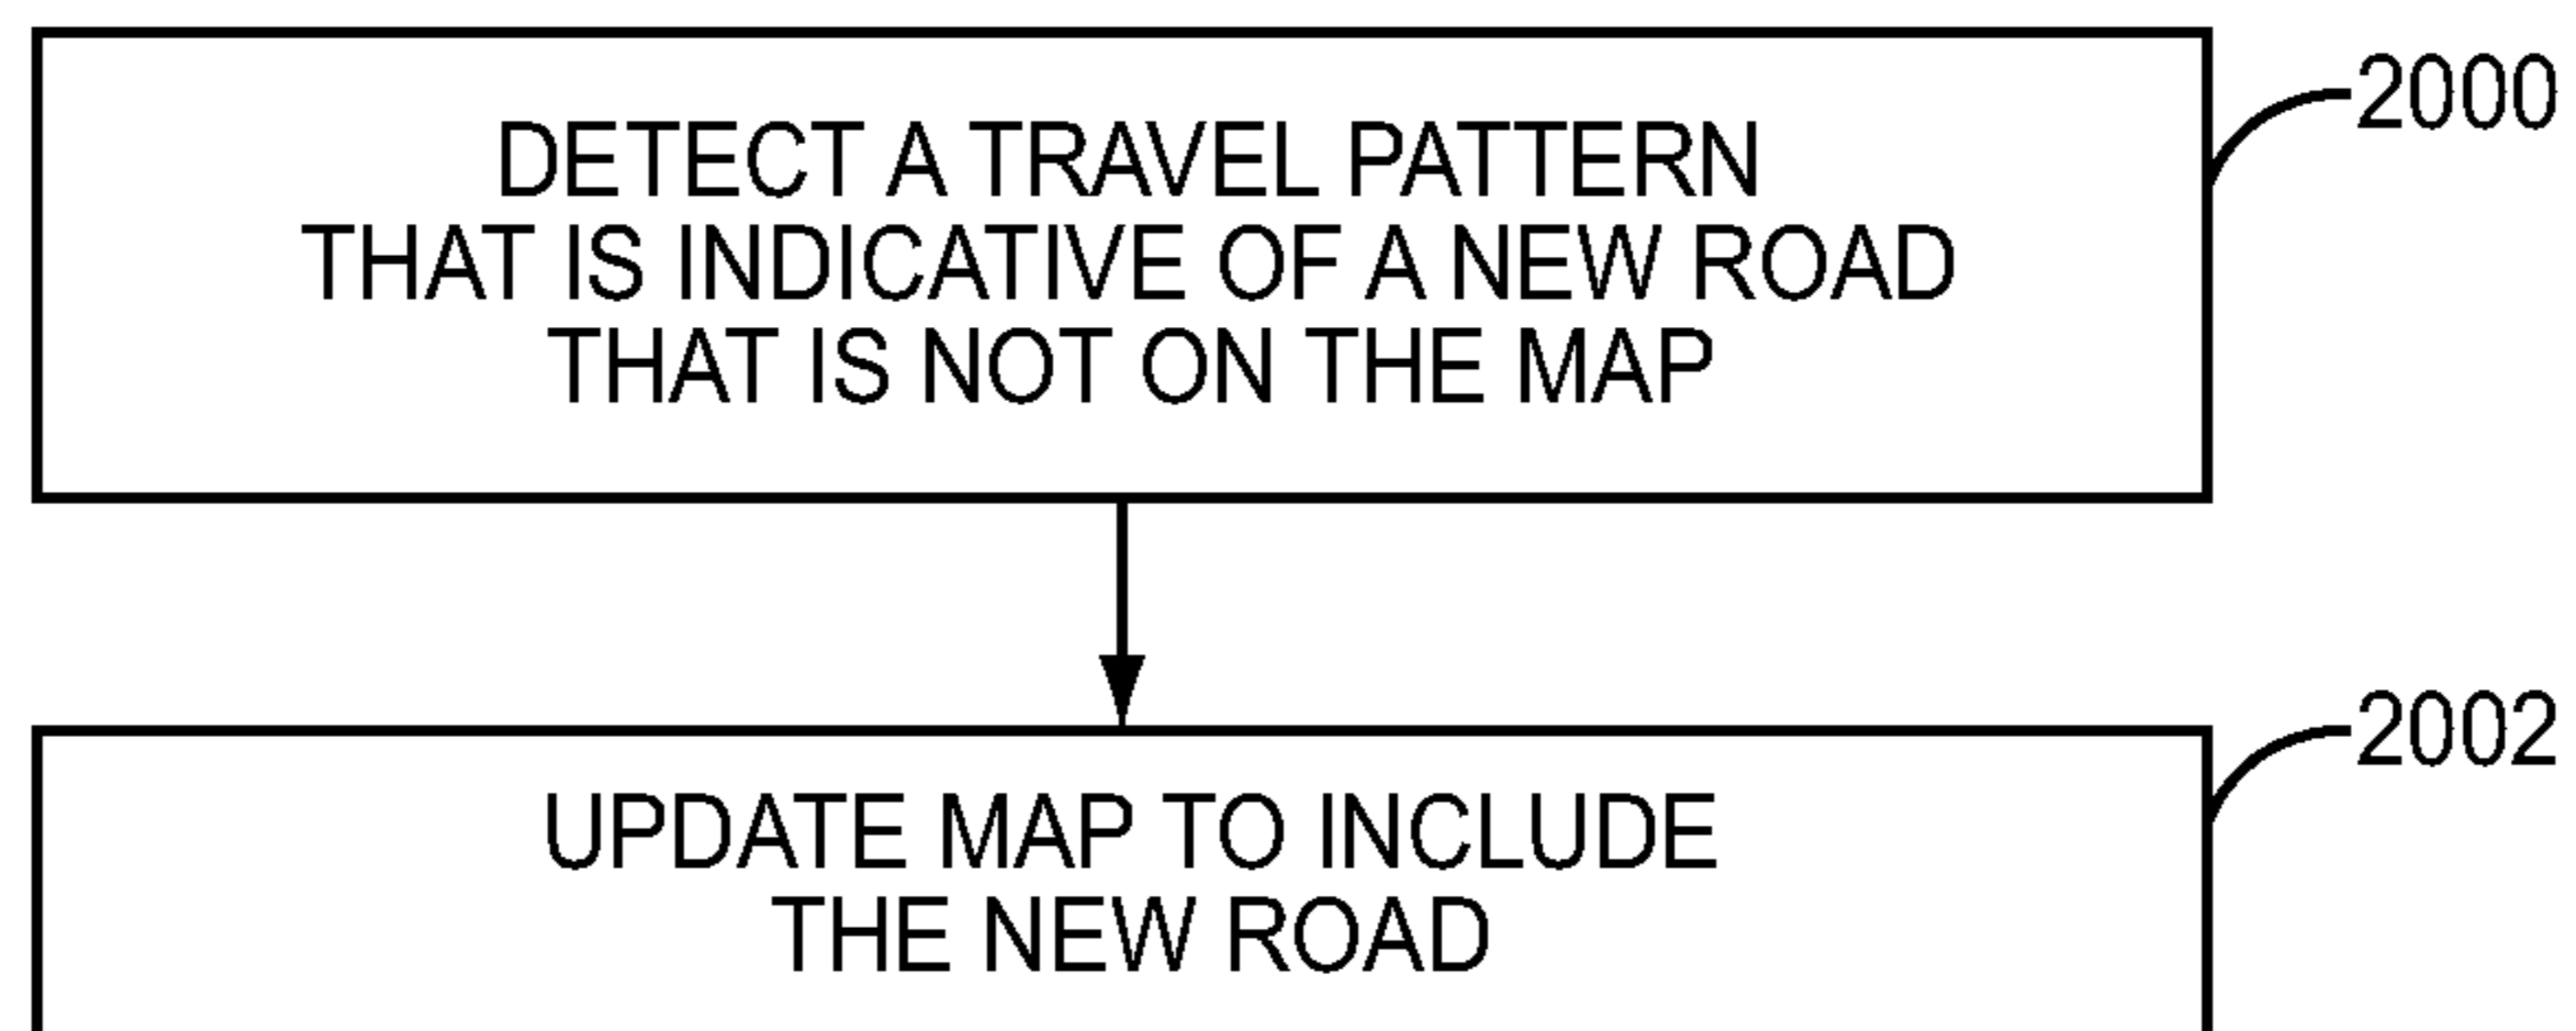 2000
DETECT A TRAVEL PATTERN
THAT IS INDICATIVE OF A NEW ROAD
THAT IS NOT ON THE MAP
2002
UPDATE MAP TO INCLUDE
THE NEW ROAD